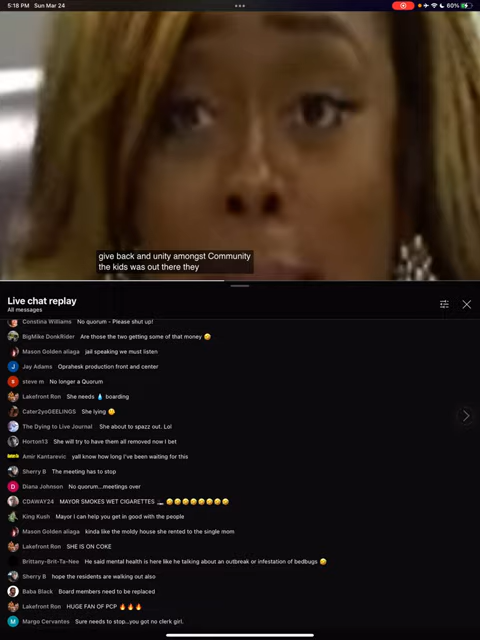 5:18 PM Sun Mar 24
60%
give back and unity amongst Community
the kids was out there they
Live chat replay
All messages
Constina Williams No quorum - Please shut up!
BigMike DonkRider Are those the two getting some of that money 🤣
Mason Golden aliaga jail speaking we must listen
J Jay Adams Oprahesk production front and center
steve m No longer a Quorum
Lakefront Ron She needs 💧 boarding
Cater2yoGEELINGS She lying 🤣
The Dying to Live Journal She about to spazz out. Lol
Horton13 She will try to have them all removed now I bet
Amir Kantarevic yall know how long I've been waiting for this
Sherry B The meeting has to stop
D Diana Johnson No quorum...meetings over
CDAWAY24 MAYOR SMOKES WET CIGARETTES 🚬 🤣🤣🤣🤣🤣🤣🤣🤣
King Kush Mayor I can help you get in good with the people
Mason Golden aliaga kinda like the moldy house she rented to the single mom
Lakefront Ron SHE IS ON COKE
Brittany-Brit-Ta-Nee He said mental health is here like he talking about an outbreak or infestation of bedbugs 🤣
Sherry B hope the residents are walking out also
Baba Black Board members need to be replaced
Lakefront Ron HUGE FAN OF PCP 🔥🔥🔥
M Margo Cervantes Sure needs to stop...you got no clerk girl.